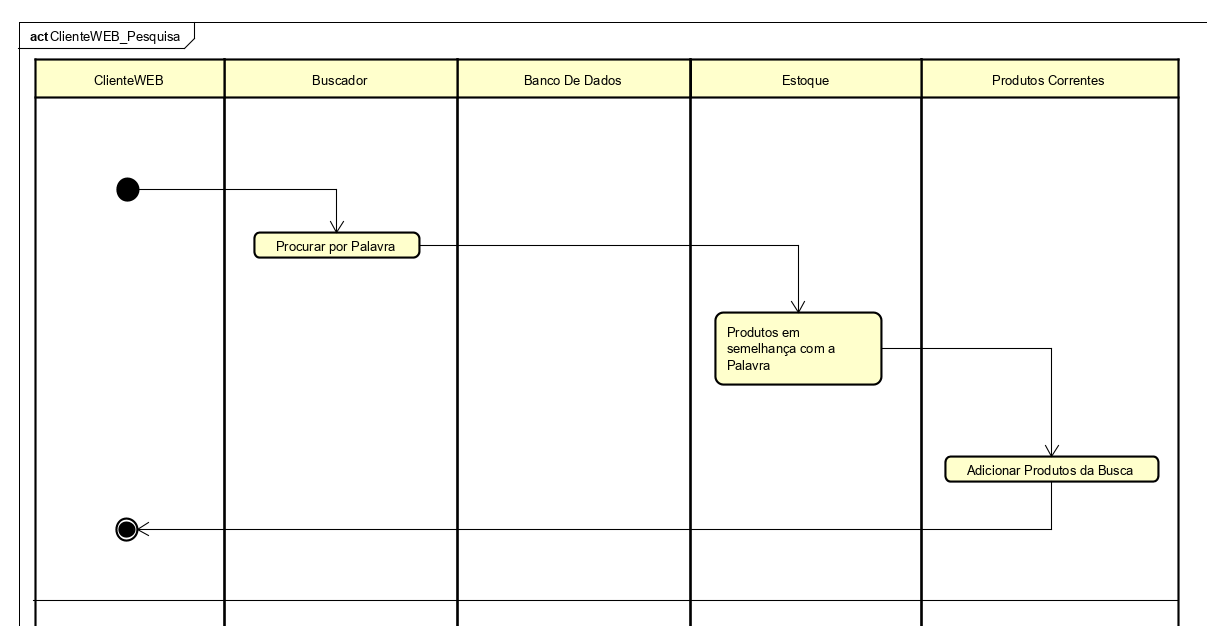 act ClienteWEB_Pesquisa
ClienteWEB
Buscador
Banco De Dados
Estoque
Produtos Correntes
Procurar por Palavra
Produtos em
semelhança com a
Palavra
Adicionar Produtos da Busca